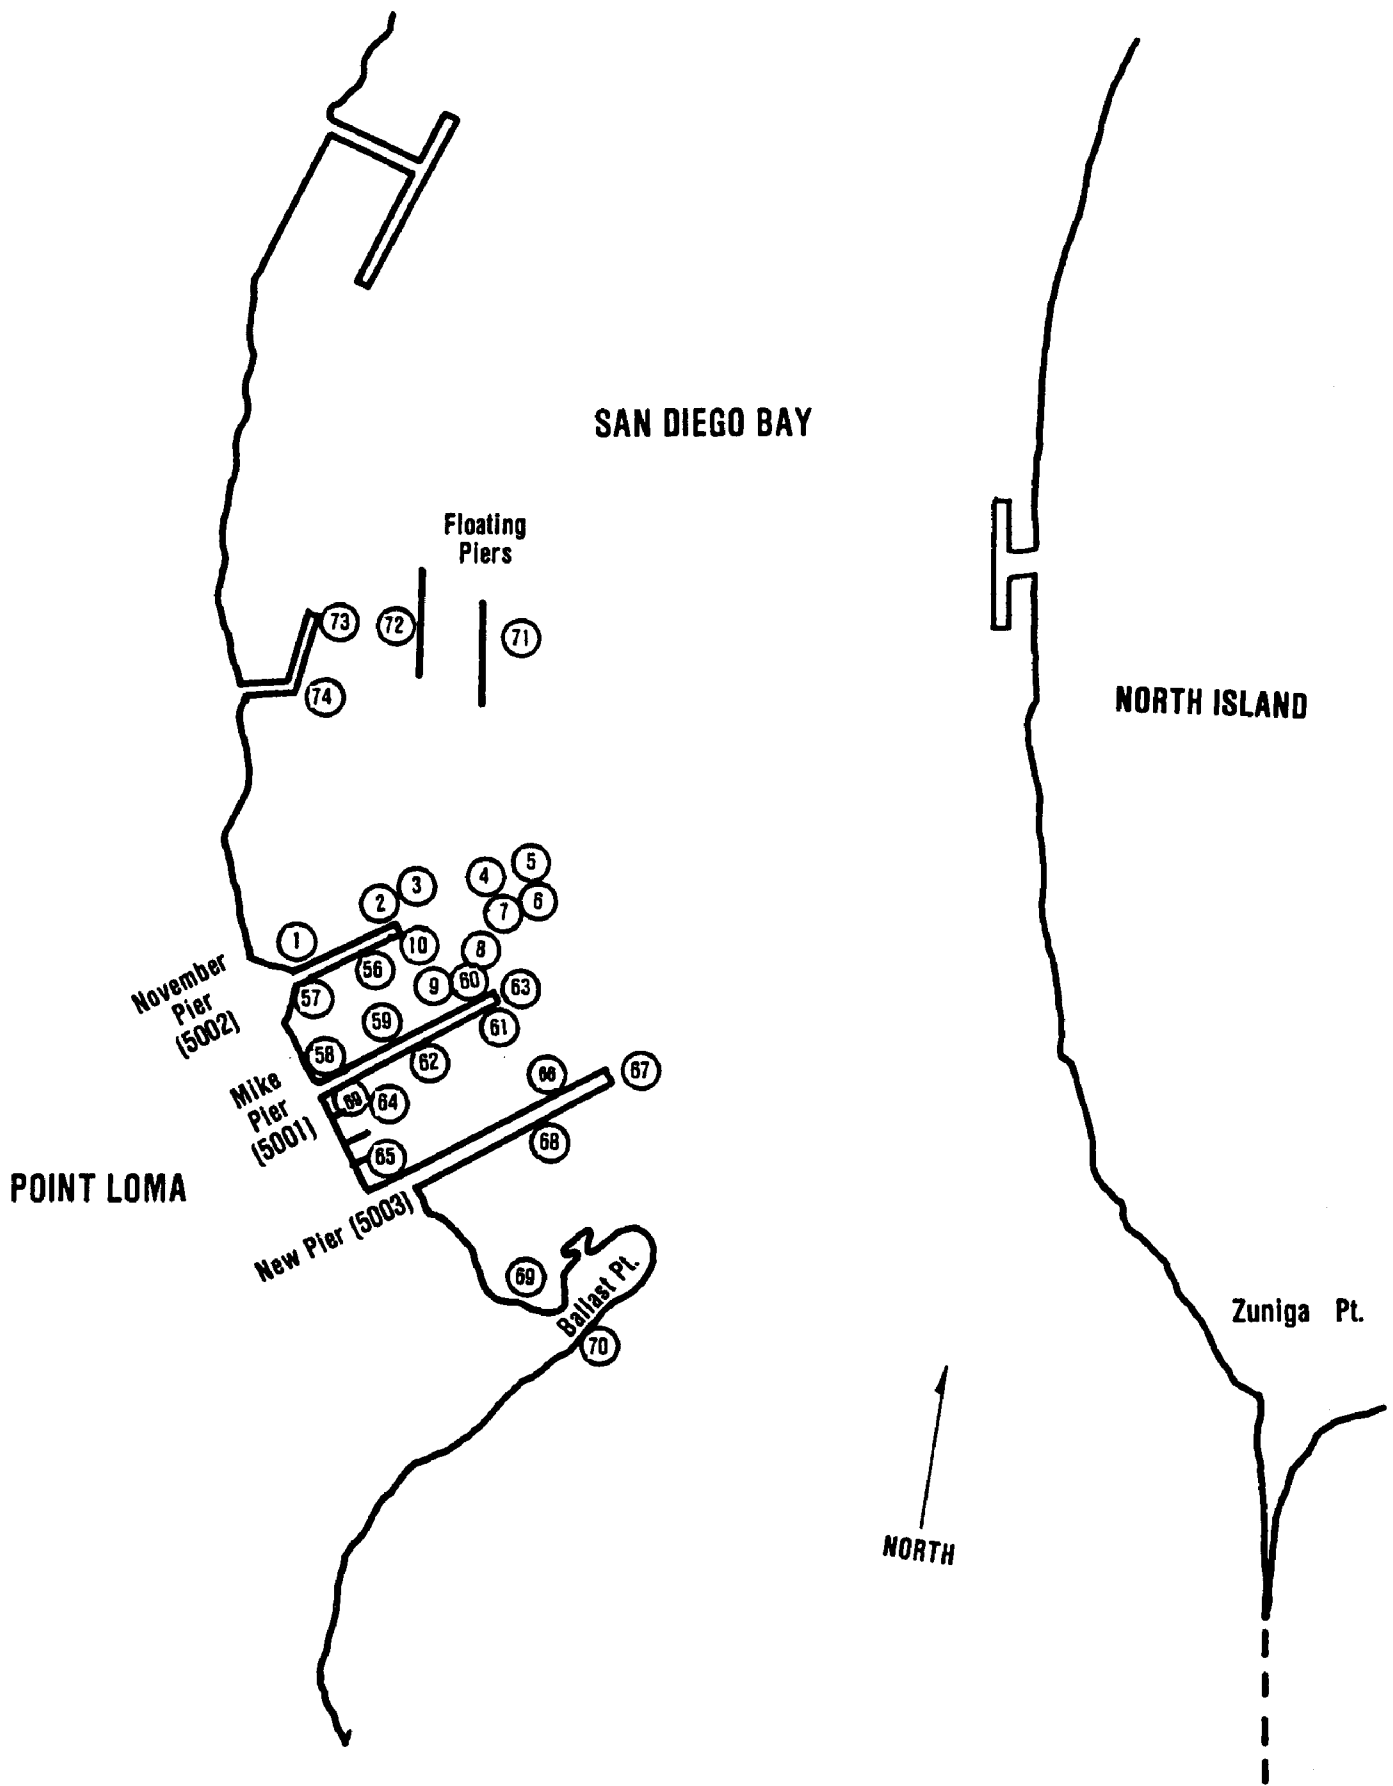 SAN DIEGO BAY
Floating
Piers
73
72
71
74
NORTH ISLAND
5
4
3
6
2
7
1
10
8
56
9
60
63
57
59
61
58
62
November
Pier
(5002)
66
67
69
64
Mike
Pier
(5001)
68
65
POINT LOMA
New Pier (5003)
69
Ballast Pt.
70
Zuniga Pt.
NORTH